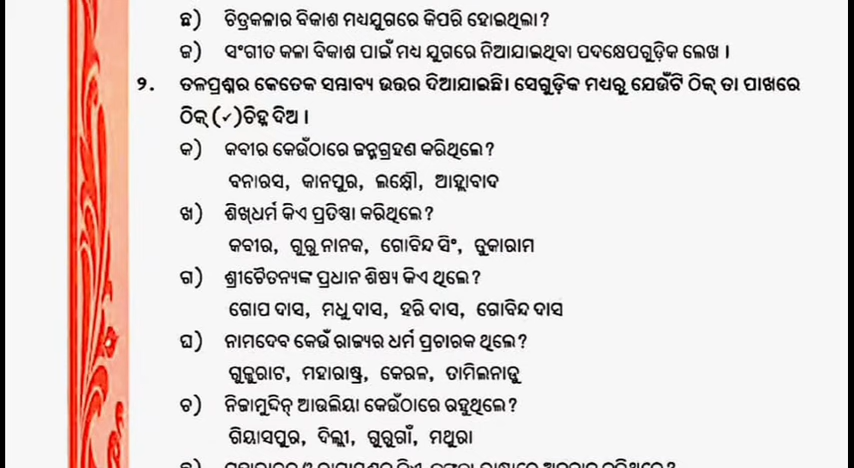 ଛ) ଚିତ୍ରକଳାର ବିକାଶ ମଧ୍ୟଯୁଗରେ କିପରି ହୋଇଥିଲା?
ଜ) ସଂଗୀତ କଳା ବିକାଶ ପାଇଁ ମଧ୍ୟ ଯୁଗରେ ନିଆଯାଇଥିବା ପଦକ୍ଷେପଗୁଡ଼ିକ ଲେଖ ।
୨. ତଳପ୍ରଶ୍ନର କେତେକ ସମ୍ଭାବ୍ୟ ଉତ୍ତର ଦିଆଯାଇଛି। ସେଗୁଡ଼ିକ ମଧ୍ୟରୁ ଯେଉଁଟି ଠିକ୍ ତା ପାଖରେ
ଠିକ୍ (✓) ଚିହ୍ନ ଦିଅ ।
କ) କବୀର କେଉଁଠାରେ ଜନ୍ମଗ୍ରହଣ କରିଥିଲେ?
ବନାରସ, କାନପୁର, ଲକ୍ଷ୍ନୌ, ଆହ୍ଲାବାଦ
ଖ) ଶିଖ୍‌ଧର୍ମ କିଏ ପ୍ରତିଷ୍ଠା କରିଥିଲେ?
କବୀର, ଗୁରୁ ନାନକ, ଗୋବିନ୍ଦ ସିଂ, ତୁକାରାମ
ଗ) ଶ୍ରୀଚୈତନ୍ୟଙ୍କ ପ୍ରଧାନ ଶିଷ୍ୟ କିଏ ଥିଲେ?
ଗୋପ ଦାସ, ମଧୁ ଦାସ, ହରି ଦାସ, ଗୋବିନ୍ଦ ଦାସ
ଘ) ନାମଦେବ କେଉଁ ରାଜ୍ୟର ଧର୍ମ ପ୍ରଚାରକ ଥିଲେ?
ଗୁଜୁରାଟ, ମହାରାଷ୍ଟ୍ର, କେରଳ, ତାମିଲନାଡୁ
ଚ) ନିଜାମୁଦ୍ଦିନ୍ ଆଉଲିୟା କେଉଁଠାରେ ରହୁଥିଲେ?
ଗିୟାସପୁର, ଦିଲ୍ଲୀ, ଗୁରୁଗାଁ, ମଥୁରା